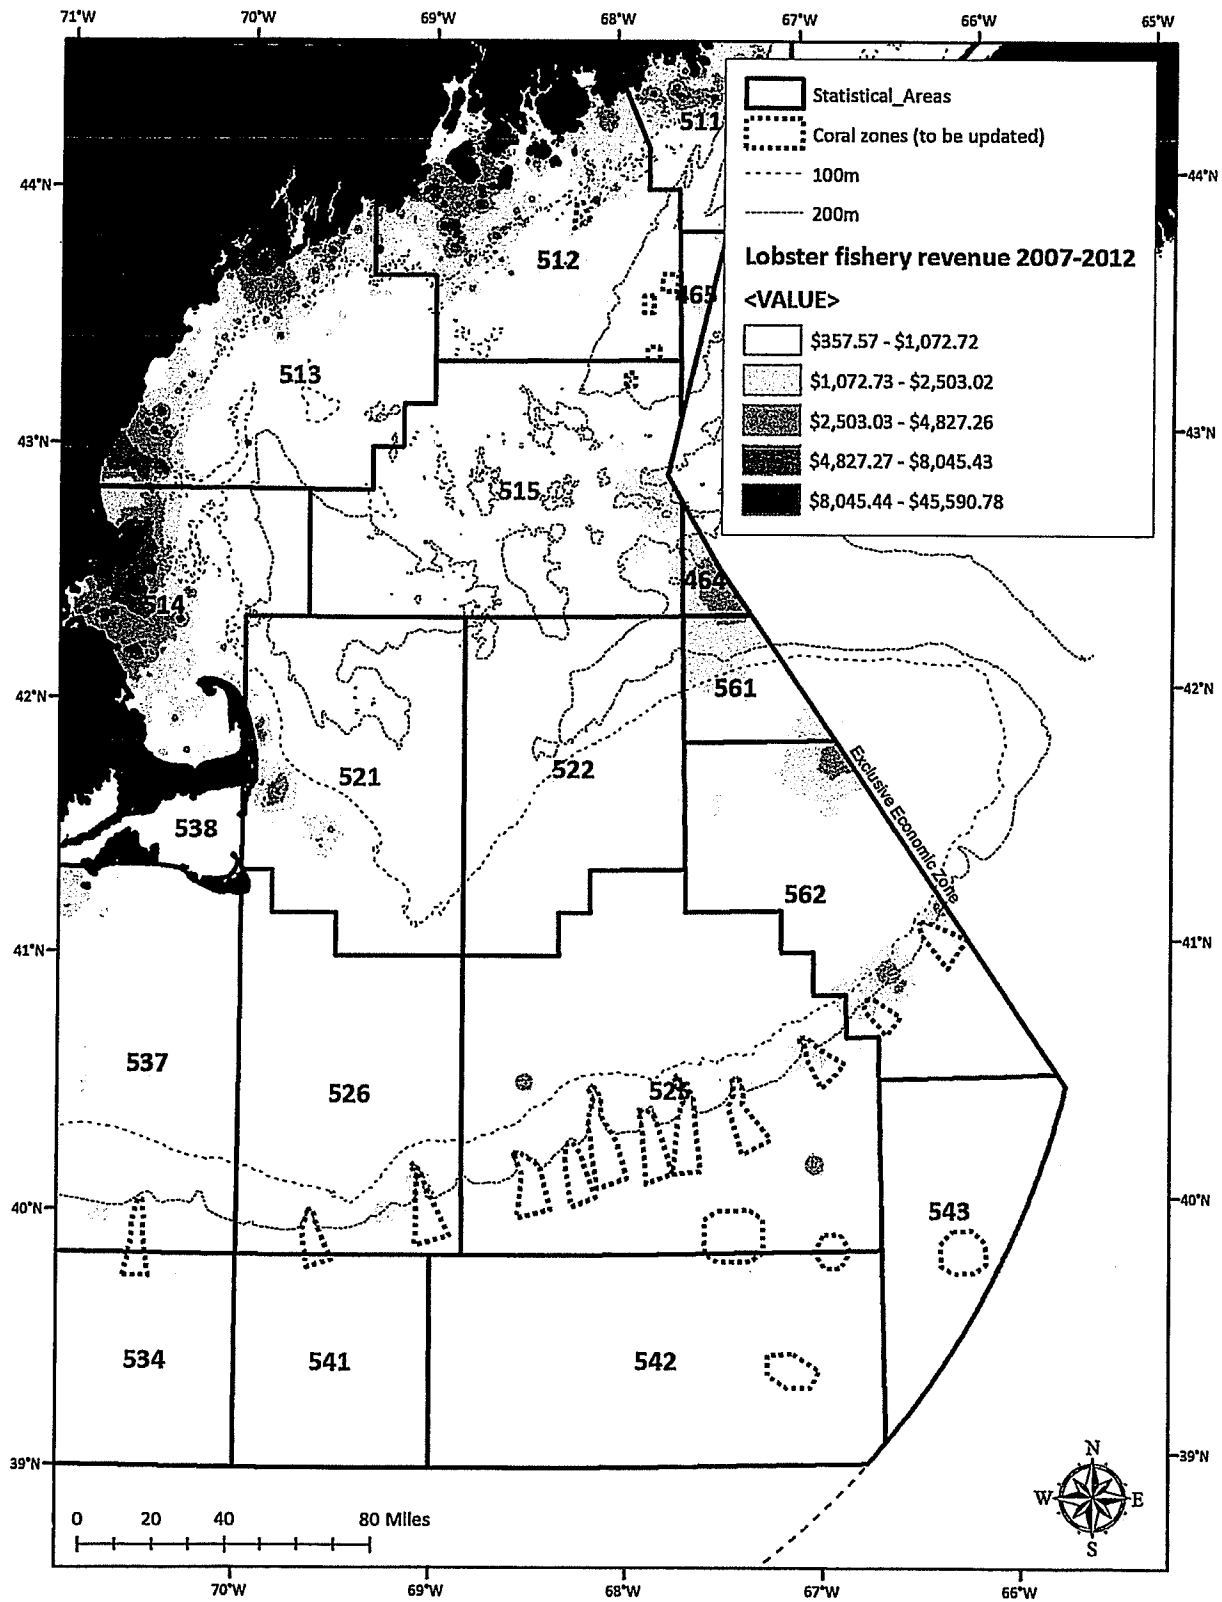 71°W 70°W 69°W 68°W 67°W 66°W 65°W
Statistical_Areas
Coral zones (to be updated)
100m
200m
Lobster fishery revenue 2007-2012
<VALUE>
$357.57 - $1,072.72
$1,072.73 - $2,503.02
$2,503.03 - $4,827.26
$4,827.27 - $8,045.43
$8,045.44 - $45,590.78
511
44°N 44°N
512
465
513
43°N 43°N
515
464
514
42°N 561 42°N
521 522
Exclusive Economic Zone
538
562
41°N 41°N
537
526 525
40°N 40°N
543
534 541 542
39°N 39°N
N
W E
S
0 20 40 80 Miles
70°W 69°W 68°W 67°W 66°W